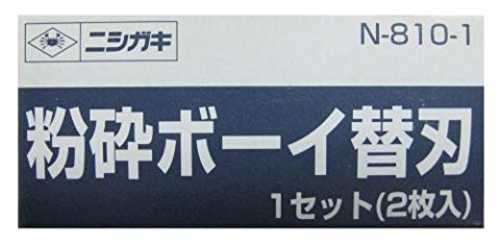 ニシガキ
N-810-1
粉砕ボーイ替刃
1セット(2枚入)